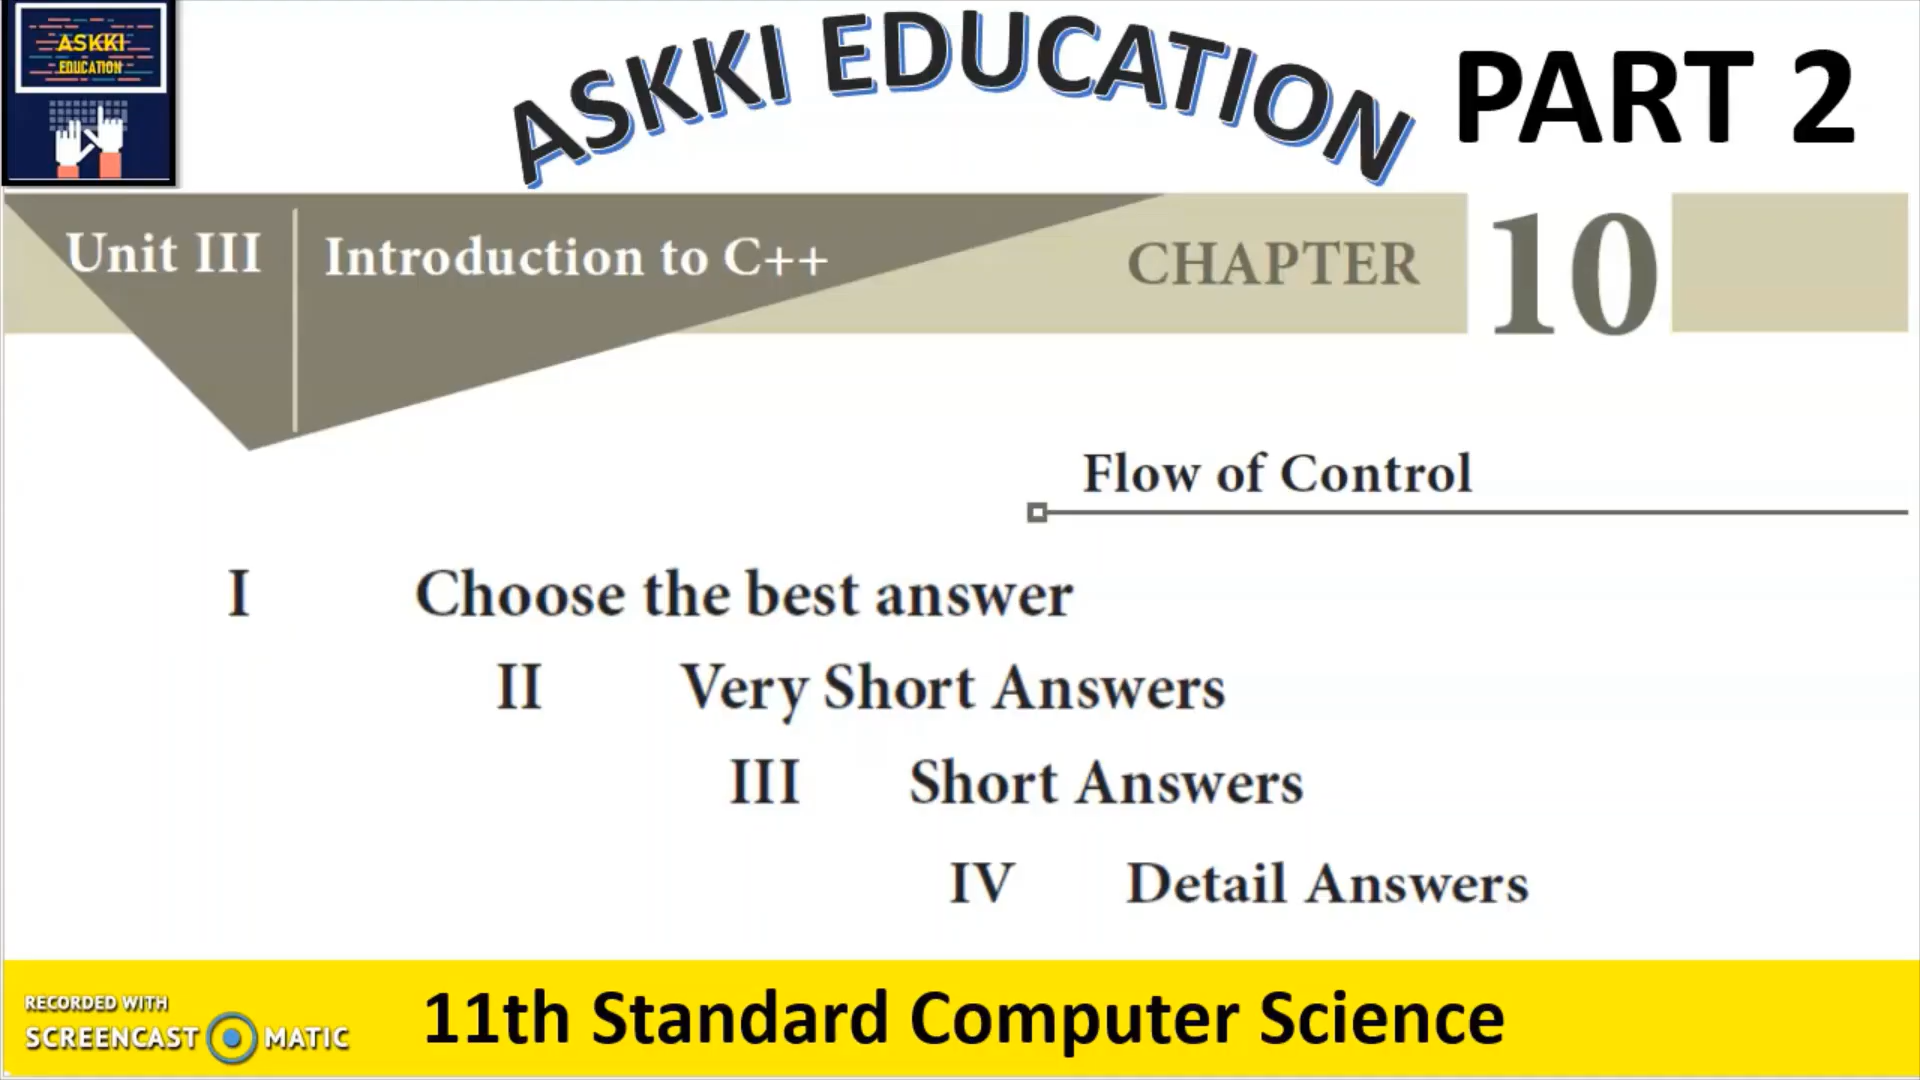 ASKKI
EDUCATION
ASKKI EDUCATION
PART 2
Unit III
Introduction to C++
CHAPTER
10
Flow of Control
I Choose the best answer
II Very Short Answers
III Short Answers
IV Detail Answers
RECORDED WITH
SCREENCAST MATIC
11th Standard Computer Science